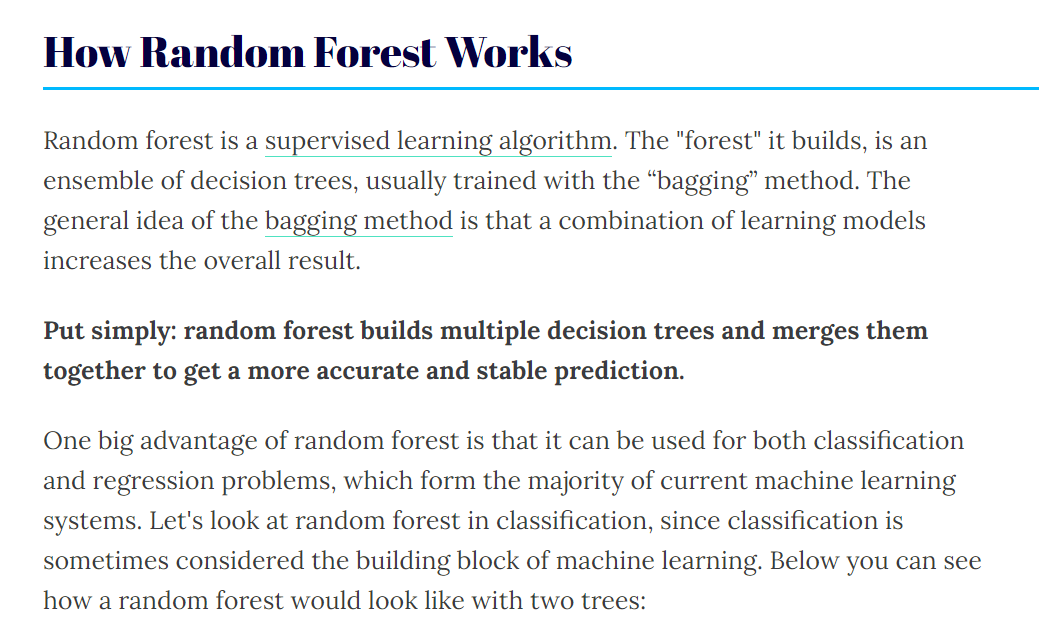 How Random Forest Works
Random forest is a supervised learning algorithm. The "forest" it builds, is an
ensemble of decision trees, usually trained with the “bagging” method. The
general idea of the bagging method is that a combination of learning models
increases the overall result.
Put simply: random forest builds multiple decision trees and merges them
together to get a more accurate and stable prediction.
One big advantage of random forest is that it can be used for both classification
and regression problems, which form the majority of current machine learning
systems. Let's look at random forest in classification, since classification is
sometimes considered the building block of machine learning. Below you can see
how a random forest would look like with two trees: